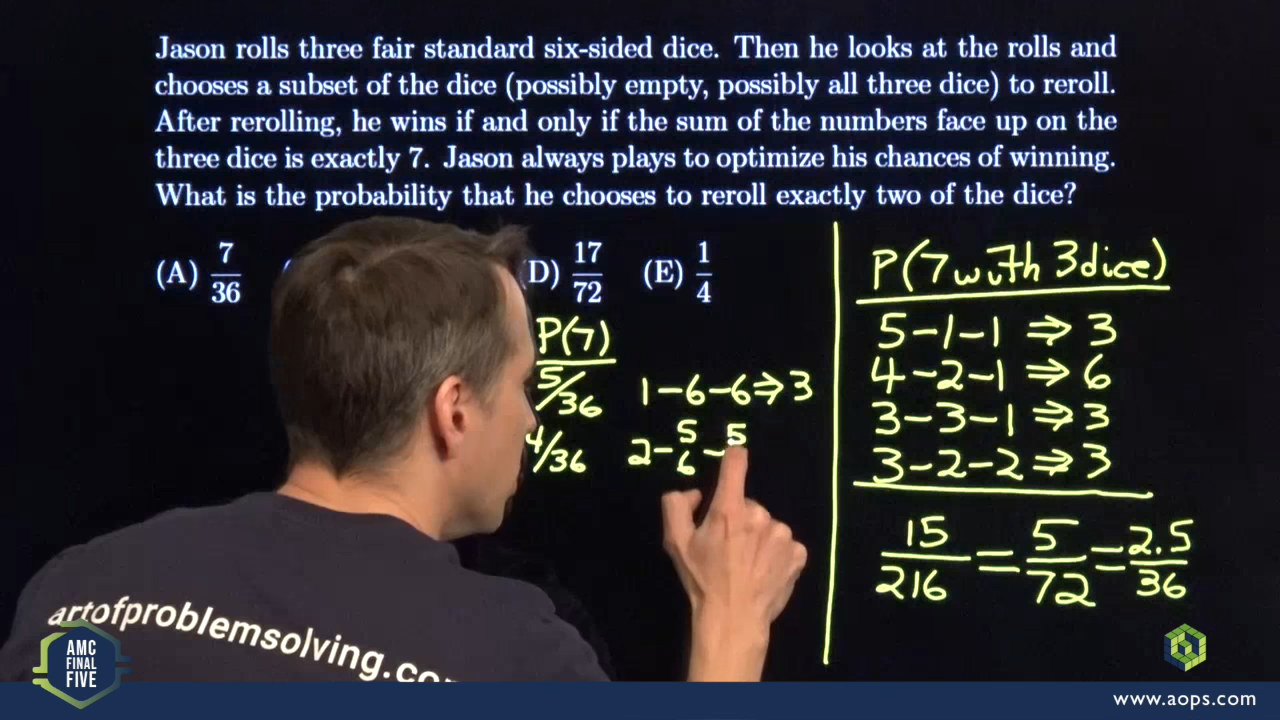 Jason rolls three fair standard six-sided dice. Then he looks at the rolls and
chooses a subset of the dice (possibly empty, possibly all three dice) to reroll.
After rerolling, he wins if and only if the sum of the numbers face up on the
three dice is exactly 7. Jason always plays to optimize his chances of winning.
What is the probability that he chooses to reroll exactly two of the dice?
(A) 7/36 (D) 17/72 (E) 1/4
P(7)
5/36 1-6-6⇒3
4/36 2-5/6-5
P(7 with 3 dice)
5-1-1⇒3
4-2-1⇒6
3-3-1⇒3
3-2-2⇒3
15/216 = 5/72 = 2.5/36
artofproblemsolving.co
AMC
FINAL
FIVE
www.aops.com